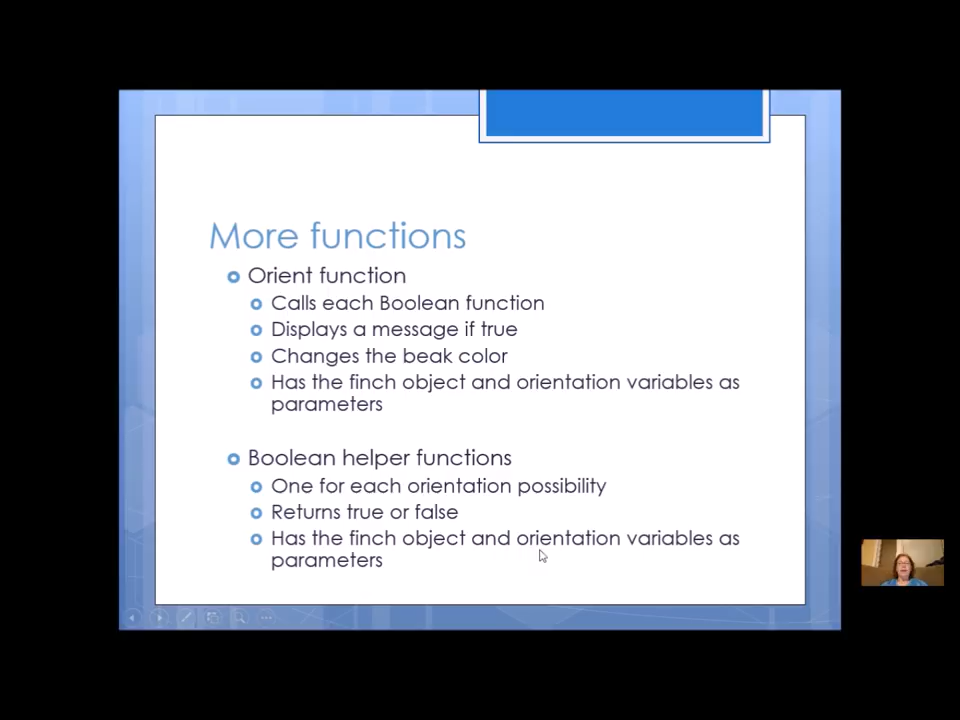 More functions
Orient function
Calls each Boolean function
Displays a message if true
Changes the beak color
Has the finch object and orientation variables as
parameters
Boolean helper functions
One for each orientation possibility
Returns true or false
Has the finch object and orientation variables as
parameters